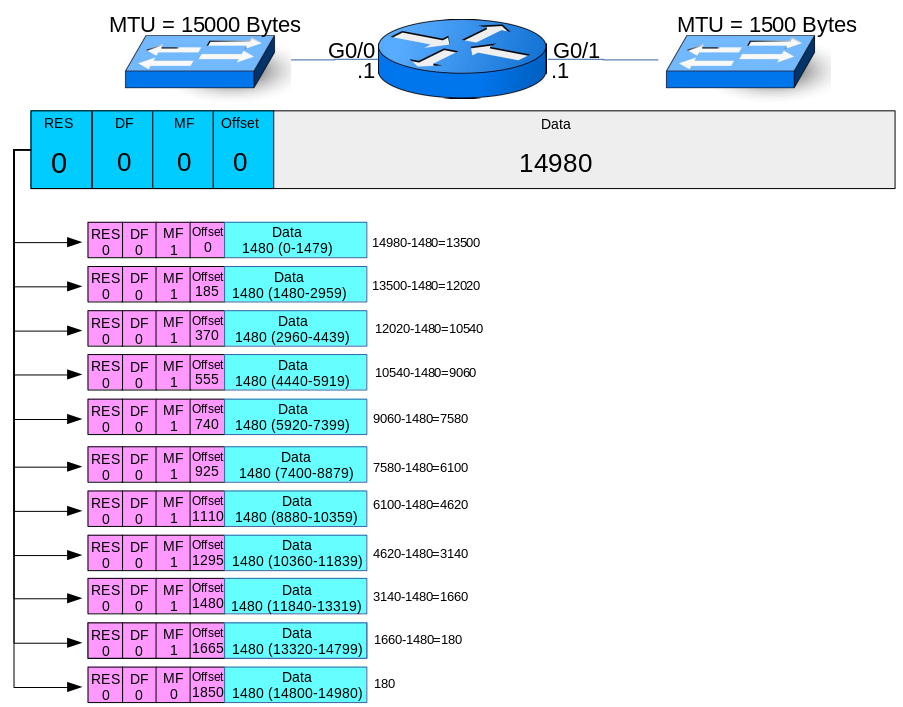 MTU = 15000 Bytes
MTU = 1500 Bytes
G0/0
G0/1
.1
.1
RES
DF
MF
Offset
Data
0
0
0
0
14980
RES DF MF Offset Data
0 0 1 0 1480 (0-1479)
14980-1480=13500
RES DF MF Offset Data
0 0 1 185 1480 (1480-2959)
13500-1480=12020
RES DF MF Offset Data
0 0 1 370 1480 (2960-4439)
12020-1480=10540
RES DF MF Offset Data
0 0 1 555 1480 (4440-5919)
10540-1480=9060
RES DF MF Offset Data
0 0 1 740 1480 (5920-7399)
9060-1480=7580
RES DF MF Offset Data
0 0 1 925 1480 (7400-8879)
7580-1480=6100
RES DF MF Offset Data
0 0 1 1110 1480 (8880-10359)
6100-1480=4620
RES DF MF Offset Data
0 0 1 1295 1480 (10360-11839)
4620-1480=3140
RES DF MF Offset Data
0 0 1 1480 1480 (11840-13319)
3140-1480=1660
RES DF MF Offset Data
0 0 1 1665 1480 (13320-14799)
1660-1480=180
RES DF MF Offset Data
0 0 0 1850 1480 (14800-14980)
180